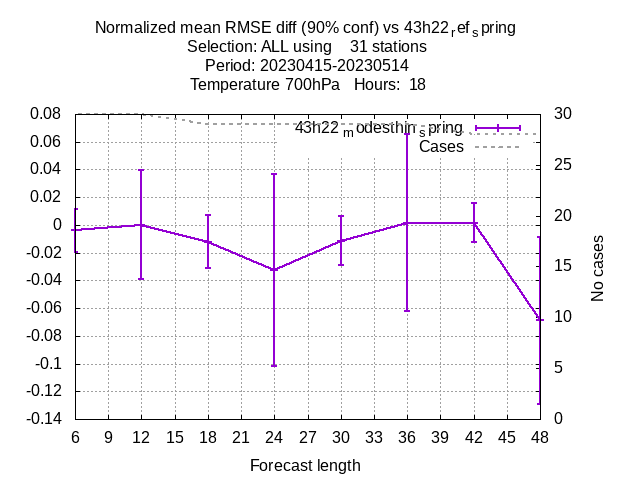 Normalized mean RMSE diff (90% conf) vs 43h22refspring
Selection: ALL using 31 stations
Period: 20230415-20230514
Temperature 700hPa Hours: 18
0.08 30
43h22modesthinspring
0.06
Cases
0.04 25
0.02 20
0
-0.02 15
-0.04
-0.06 10
-0.08
-0.1 5
-0.12
-0.14 0
No cases
6 9 12 15 18 21 24 27 30 33 36 39 42 45 48
Forecast length